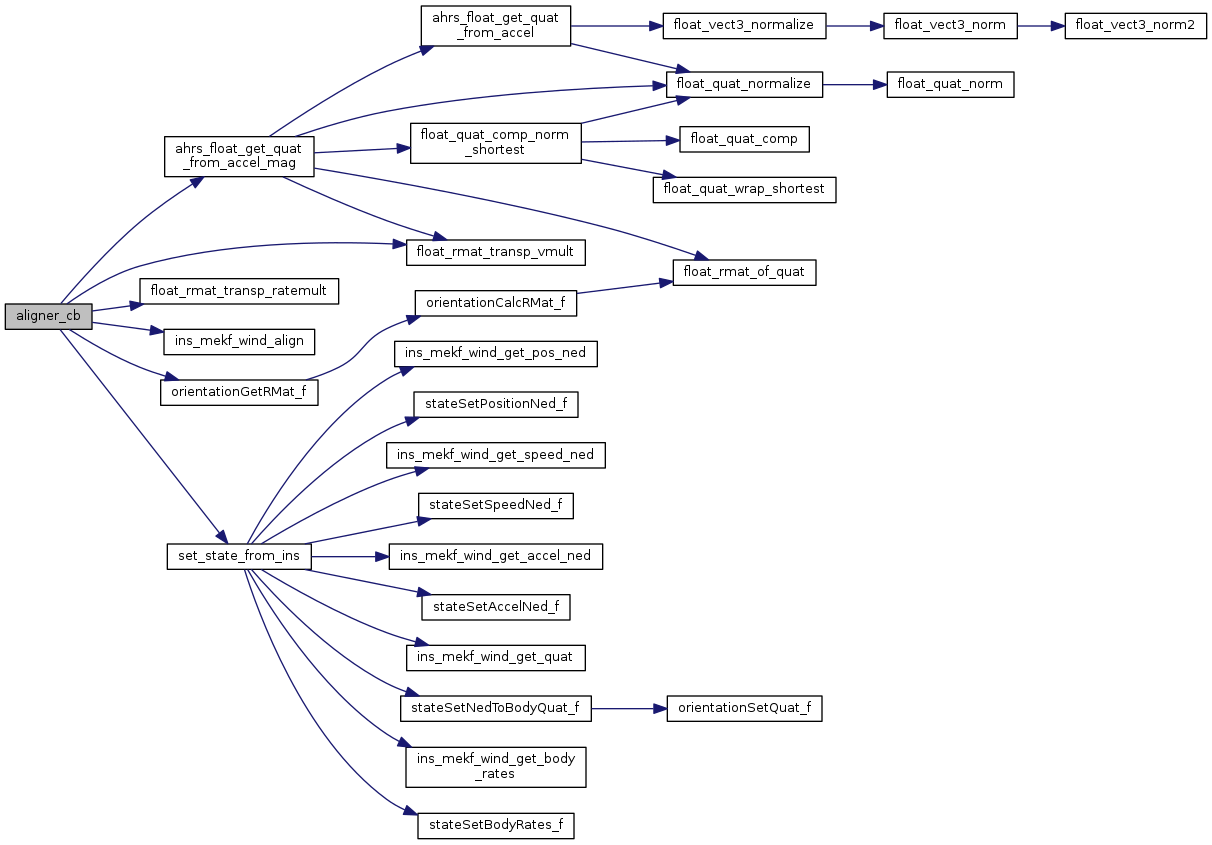 ahrs_float_get_quat
_from_accel
float_vect3_normalize
float_vect3_norm
float_vect3_norm2
float_quat_normalize
float_quat_norm
ahrs_float_get_quat
_from_accel_mag
float_quat_comp_norm
_shortest
float_quat_comp
float_quat_wrap_shortest
float_rmat_transp_vmult
float_rmat_of_quat
float_rmat_transp_ratemult
orientationCalcRMat_f
aligner_cb
ins_mekf_wind_align
ins_mekf_wind_get_pos_ned
orientationGetRMat_f
stateSetPositionNed_f
ins_mekf_wind_get_speed_ned
stateSetSpeedNed_f
set_state_from_ins
ins_mekf_wind_get_accel_ned
stateSetAccelNed_f
ins_mekf_wind_get_quat
stateSetNedToBodyQuat_f
orientationSetQuat_f
ins_mekf_wind_get_body
_rates
stateSetBodyRates_f